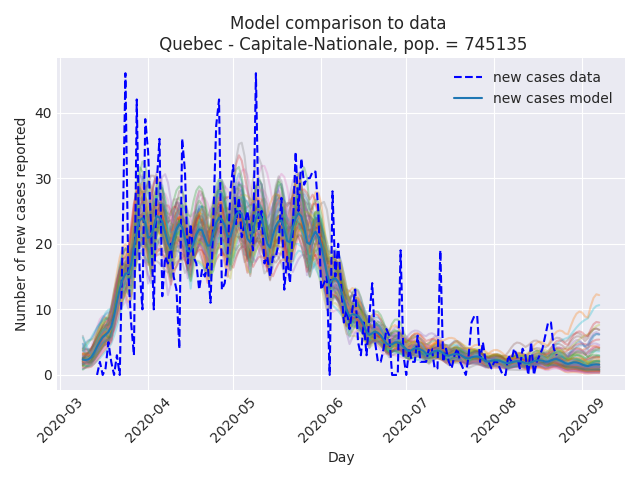 Model comparison to data
Quebec - Capitale-Nationale, pop. = 745135
new cases data
new cases model
Number of new cases reported
40
30
20
10
0
2020-03
2020-04
2020-05
2020-06
2020-07
2020-08
2020-09
Day